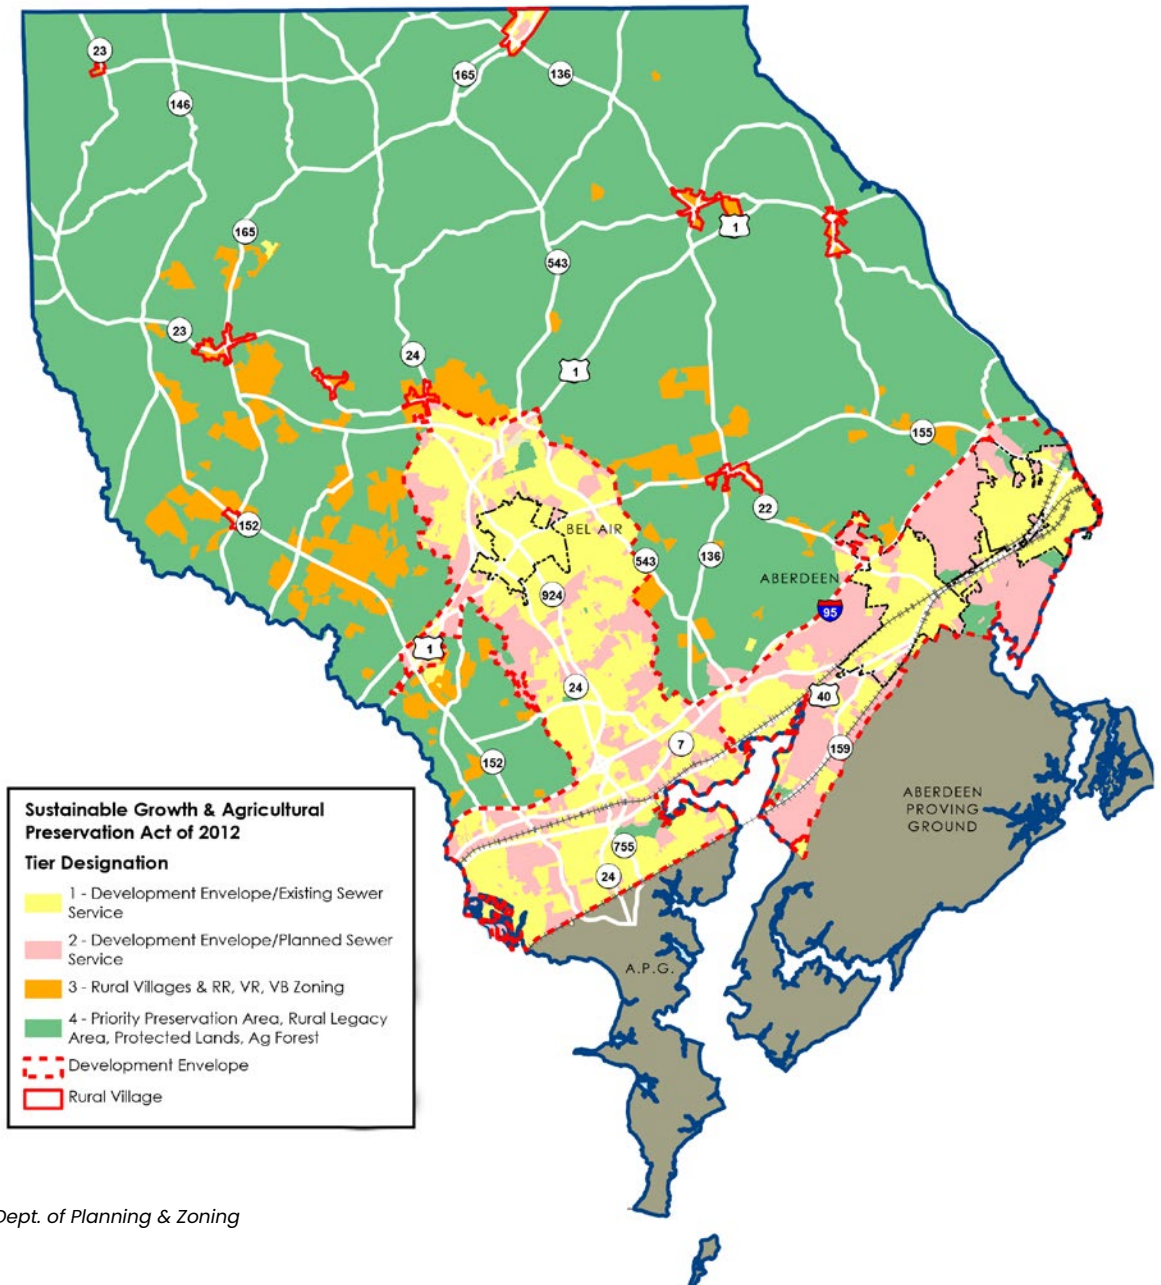 23
165
136
146
1
165
543
23
24
1
155
152
22
BEL AIR
543
136
ABERDEEN
924
95
1
24
40
7
159
152
ABERDEEN
PROVING
GROUND
755
24
A.P.G.
Sustainable Growth & Agricultural
Preservation Act of 2012
Tier Designation
1 - Development Envelope/Existing Sewer
Service
2 - Development Envelope/Planned Sewer
Service
3 - Rural Villages & RR, VR, VB Zoning
4 - Priority Preservation Area, Rural Legacy
Area, Protected Lands, Ag Forest
Development Envelope
Rural Village
Dept. of Planning & Zoning